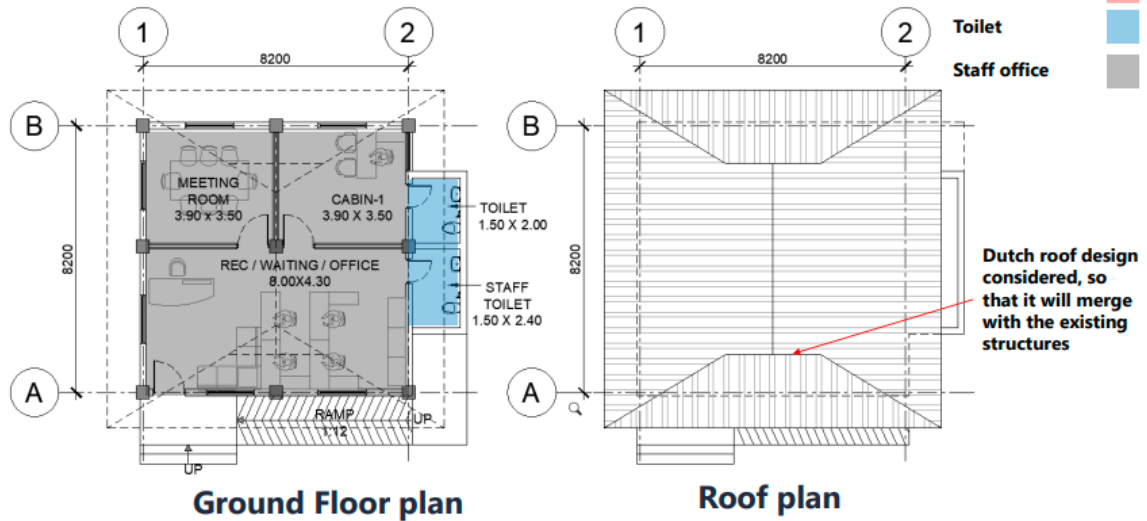 1
2
8200
B
8200
A
MEETING
ROOM
3.90 x 3.50
CABIN-1
3.90 X 3.50
TOILET
1.50 X 2.00
REC / WAITING / OFFICE
8.00X4.30
STAFF
TOILET
1.50 X 2.40
RAMP
1:12
UP
UP
Ground Floor plan
1
2
8200
B
8200
A
Roof plan
Toilet
Staff office
Dutch roof design
considered, so
that it will merge
with the existing
structures